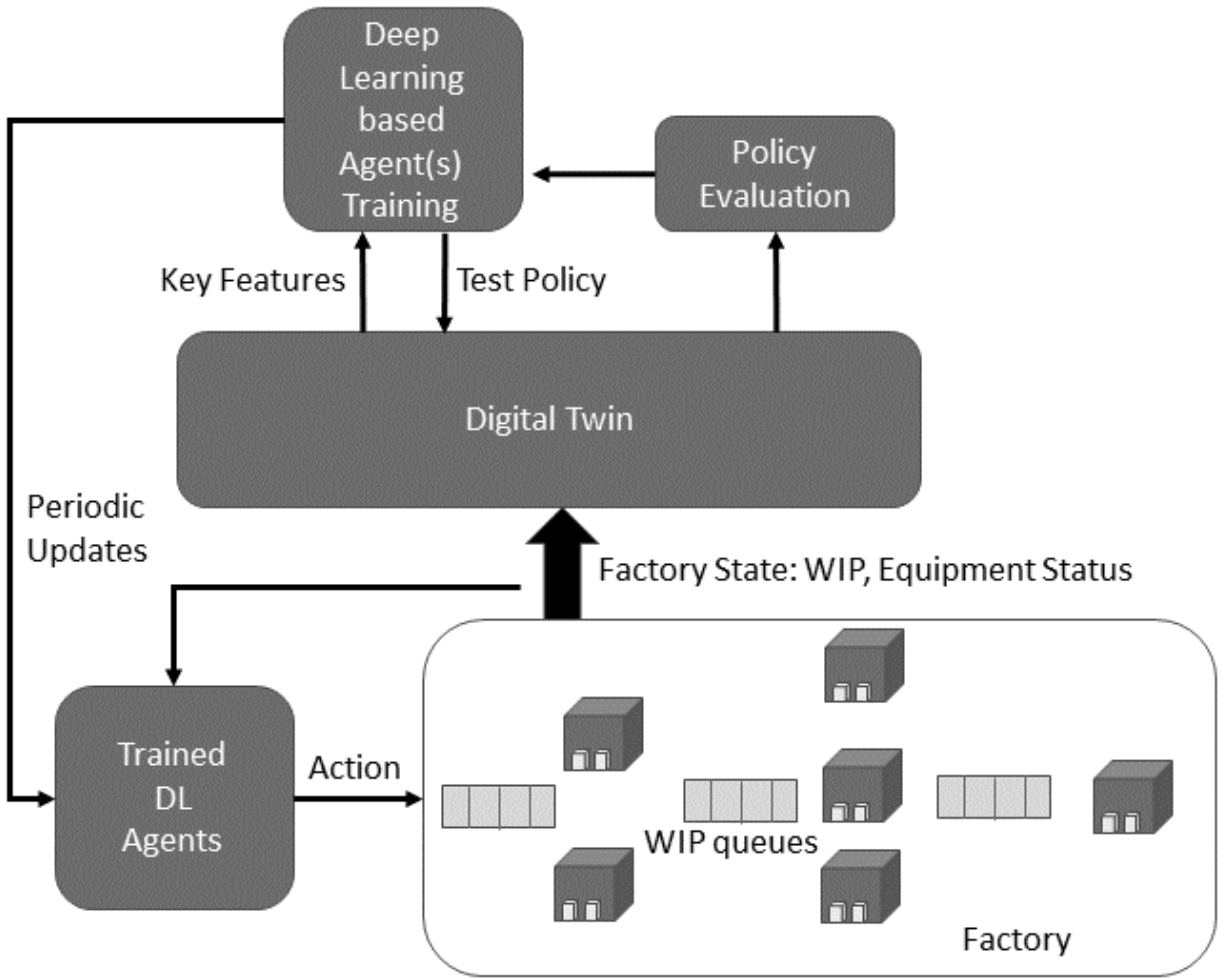 Deep
Learning
based
Agent(s)
Training
Policy
Evaluation
Key Features
Test Policy
Digital Twin
Periodic
Updates
Factory State: WIP, Equipment Status
Trained
DL
Agents
Action
WIP queues
Factory